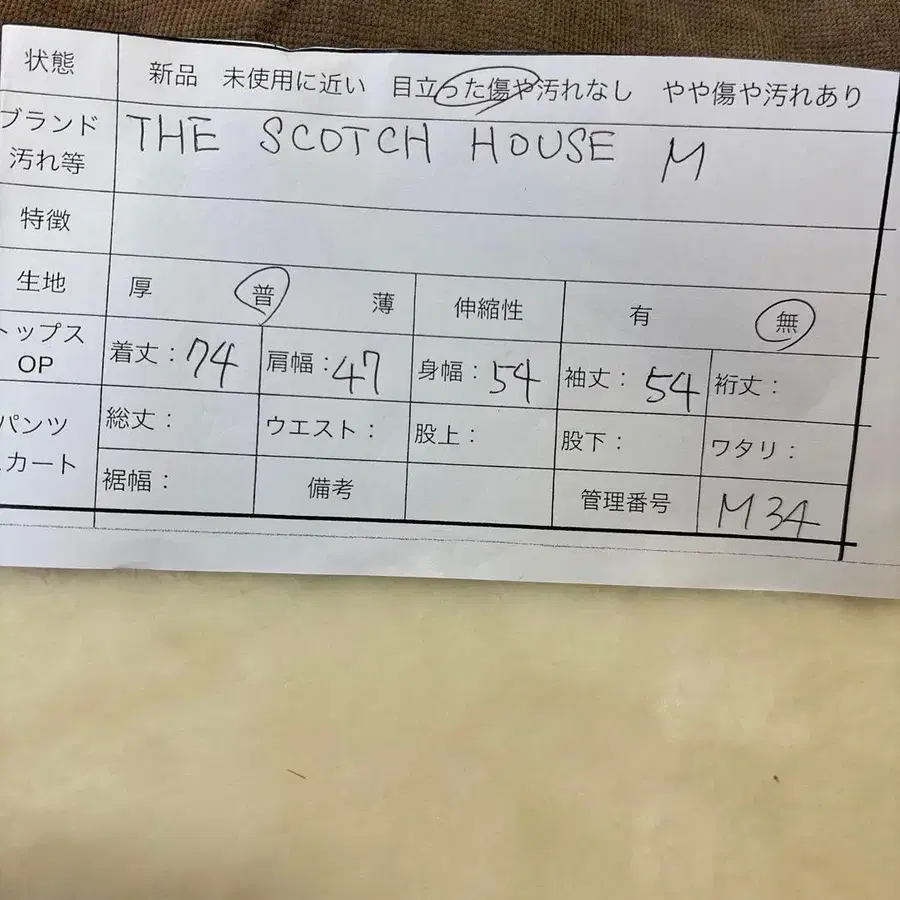 状態 新品 未使用に近い 目立った傷や汚れなし やや傷や汚れあり
ブランド THE SCOTCH HOUSE M
汚れ等
特徴
生地 厚 普 薄 伸縮性 有 無
トップス 着丈：74 肩幅：47 身幅：54 袖丈：54 裄丈：
OP
パンツ 総丈： ウエスト： 股上： 股下： ワタリ：
スカート 裾幅： 備考 管理番号 M34